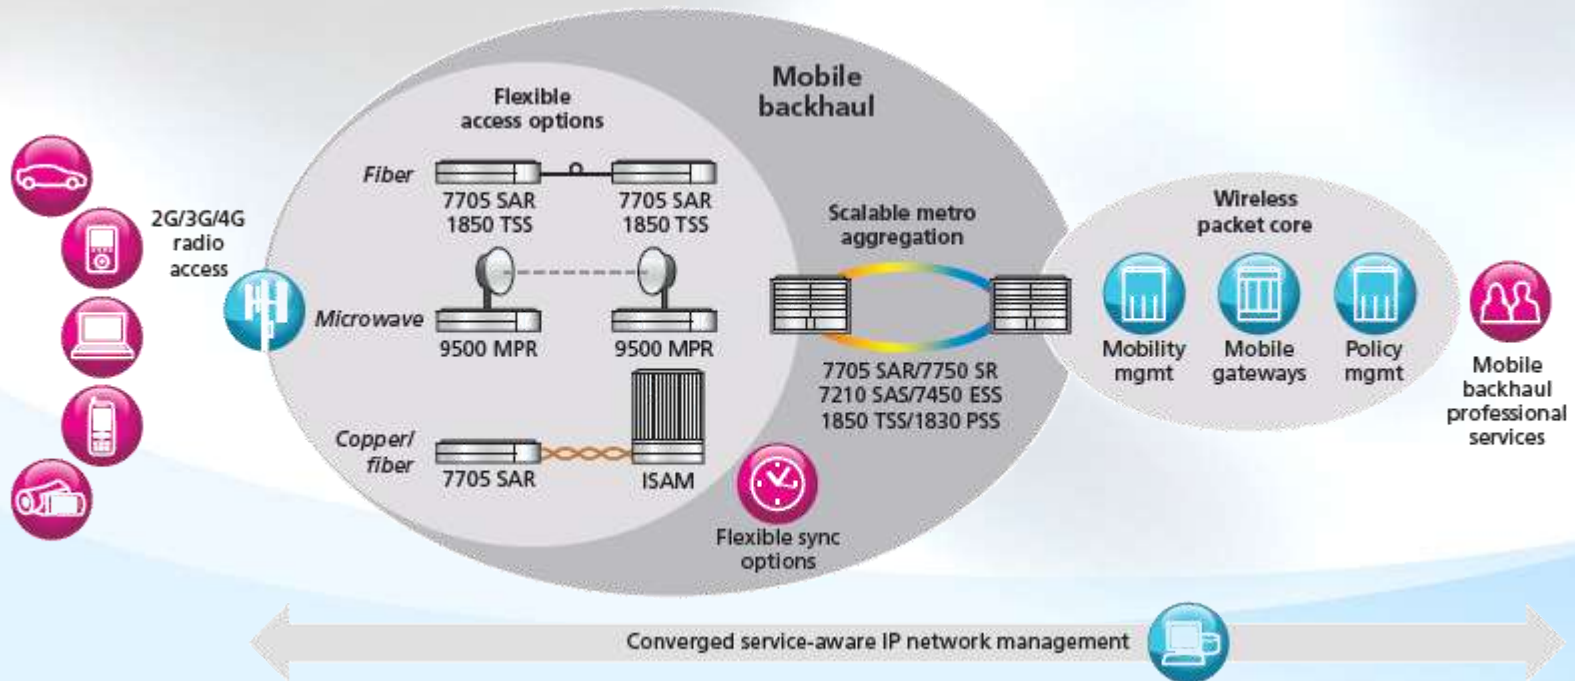 Mobile
backhaul
Flexible
access options
Fiber
7705 SAR
1850 TSS
7705 SAR
1850 TSS
2G/3G/4G
radio
access
Microwave
9500 MPR
9500 MPR
Copper/
fiber
7705 SAR
ISAM
Scalable metro
aggregation
7705 SAR/7750 SR
7210 SAS/7450 ESS
1850 TSS/1830 PSS
Flexible sync
options
Wireless
packet core
Mobility
mgmt
Mobile
gateways
Policy
mgmt
Mobile
backhaul
professional
services
Converged service-aware IP network management